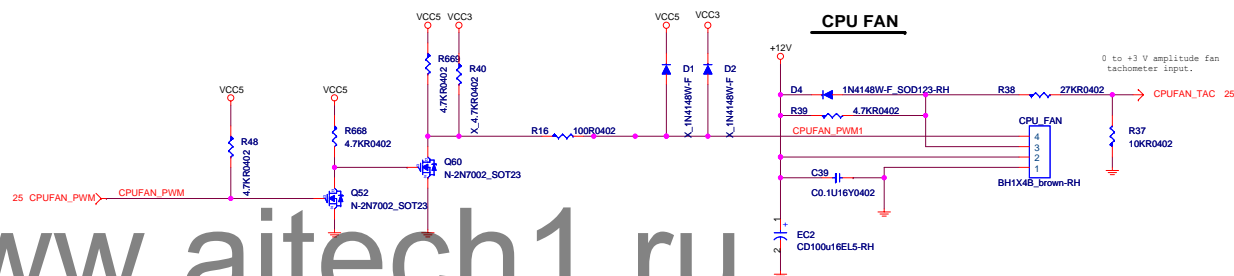 CPU FAN
VCC5 VCC3
VCC5
VCC3
+12V
0 to +3 V amplitude fan
tachometer input.
R669
4.7KR0402
R40
X_4.7KR0402
D1
X_1N4148W-F
D2
X_1N4148W-F
VCC5
VCC5
D4
1N4148W-F_SOD123-RH
R38
27KR0402
CPUFAN_TAC 25
R39
4.7KR0402
R48
4.7KR0402
R668
4.7KR0402
R16
100R0402
CPUFAN_PWM1
CPU_FAN
4
3
2
1
BH1X4B_brown-RH
R37
10KR0402
Q60
N-2N7002_SOT23
C39
C0.1U16Y0402
25 CPUFAN_PWM
CPUFAN_PWM
Q52
N-2N7002_SOT23
1
+
EC2
CD100u16EL5-RH
2
ww.aitech1.ru